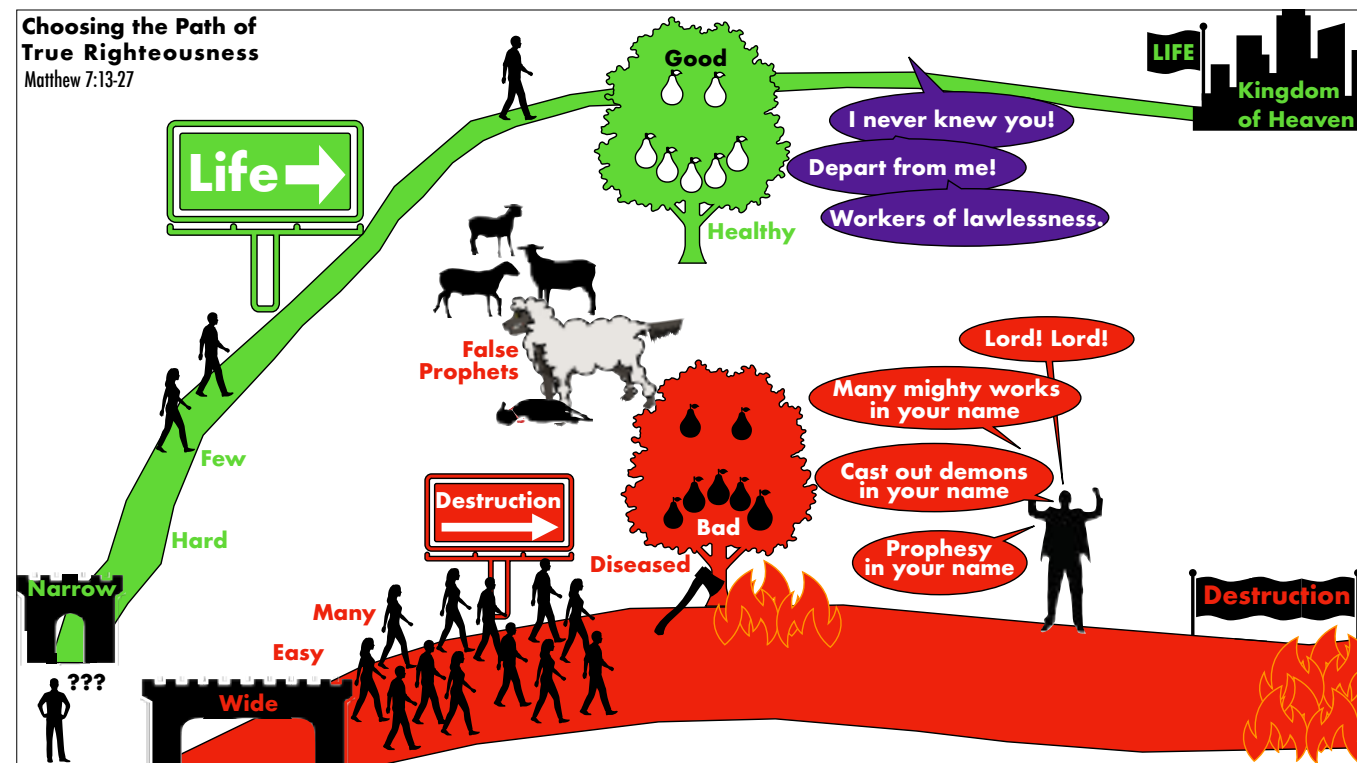 Choosing the Path of
True Righteousness
Matthew 7:13-27
Good
LIFE
Kingdom
of Heaven
I never knew you!
Depart from me!
Workers of lawlessness.
Life
Healthy
False
Prophets
Lord! Lord!
Many mighty works
in your name
Cast out demons
in your name
Prophesy
in your name
Few
Hard
Narrow
Destruction
Bad
Diseased
Many
Easy
Destruction
???
Wide